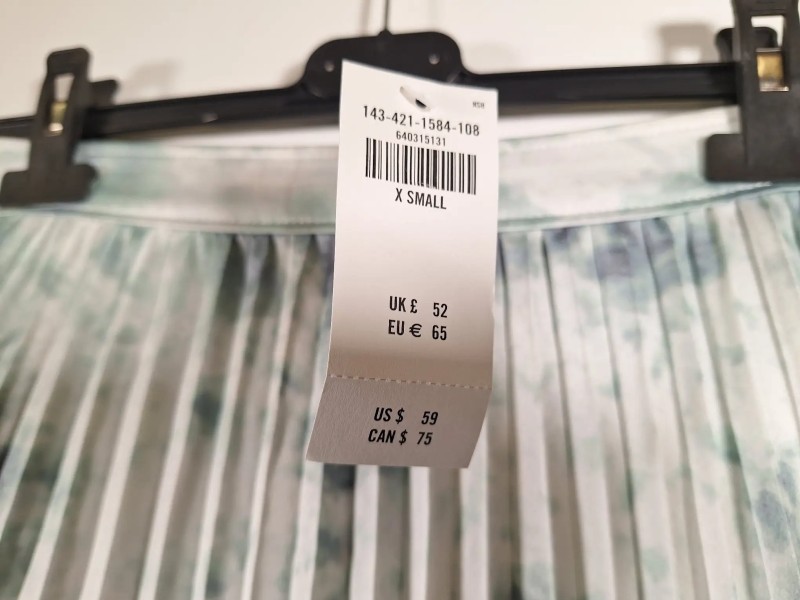 143-421-1584-108
640315131
X SMALL
UK £ 52
EU € 65
US $ 59
CAN $ 75